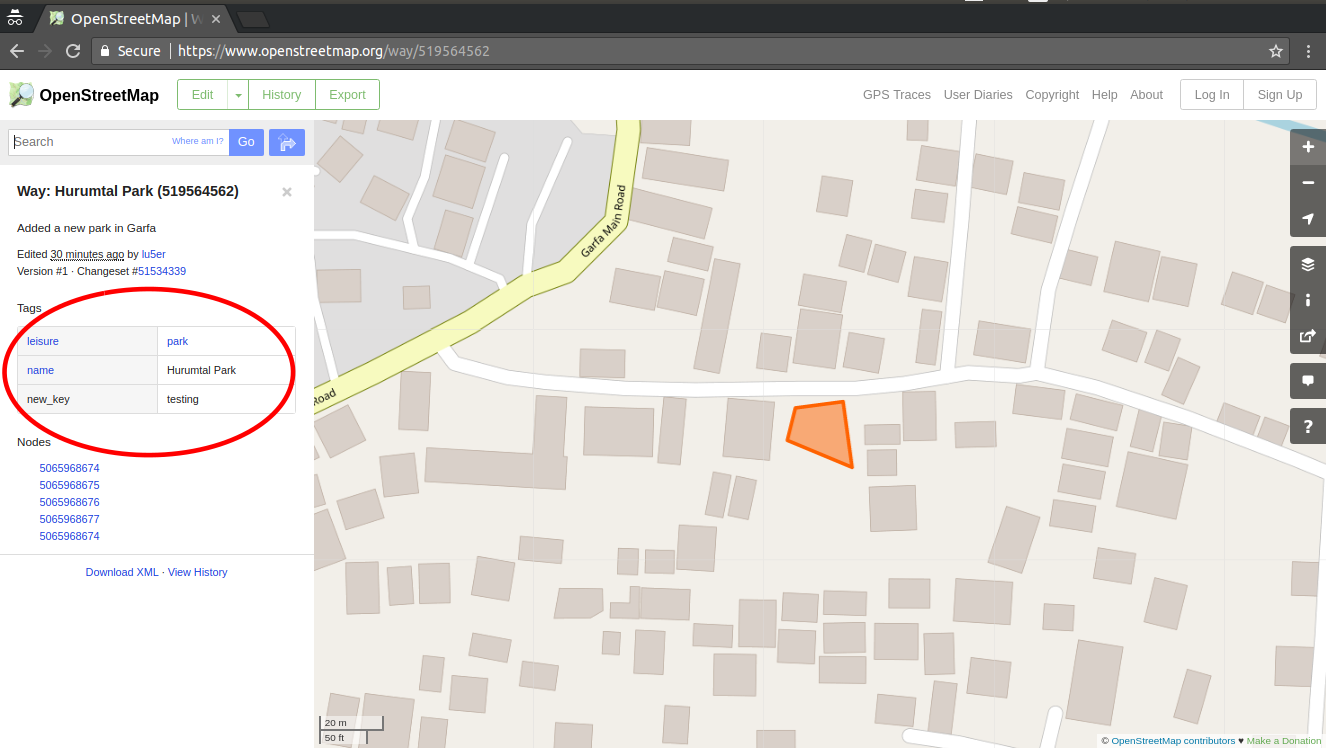 OpenStreetMap | W
Secure https://www.openstreetmap.org/way/519564562
OpenStreetMap Edit History Export GPS Traces User Diaries Copyright Help About Log In Sign Up
Search Where am I? Go
Way: Hurumtal Park (519564562)
Added a new park in Garfa
Edited 30 minutes ago by lu5er
Version #1 · Changeset #51534339
Tags
leisure park
name Hurumtal Park
new_key testing
Nodes
5065968674
5065968675
5065968676
5065968677
5065968674
Download XML · View History
Garfa Main Road
Road
20 m
50 ft
?
© OpenStreetMap contributors ♥ Make a Donation